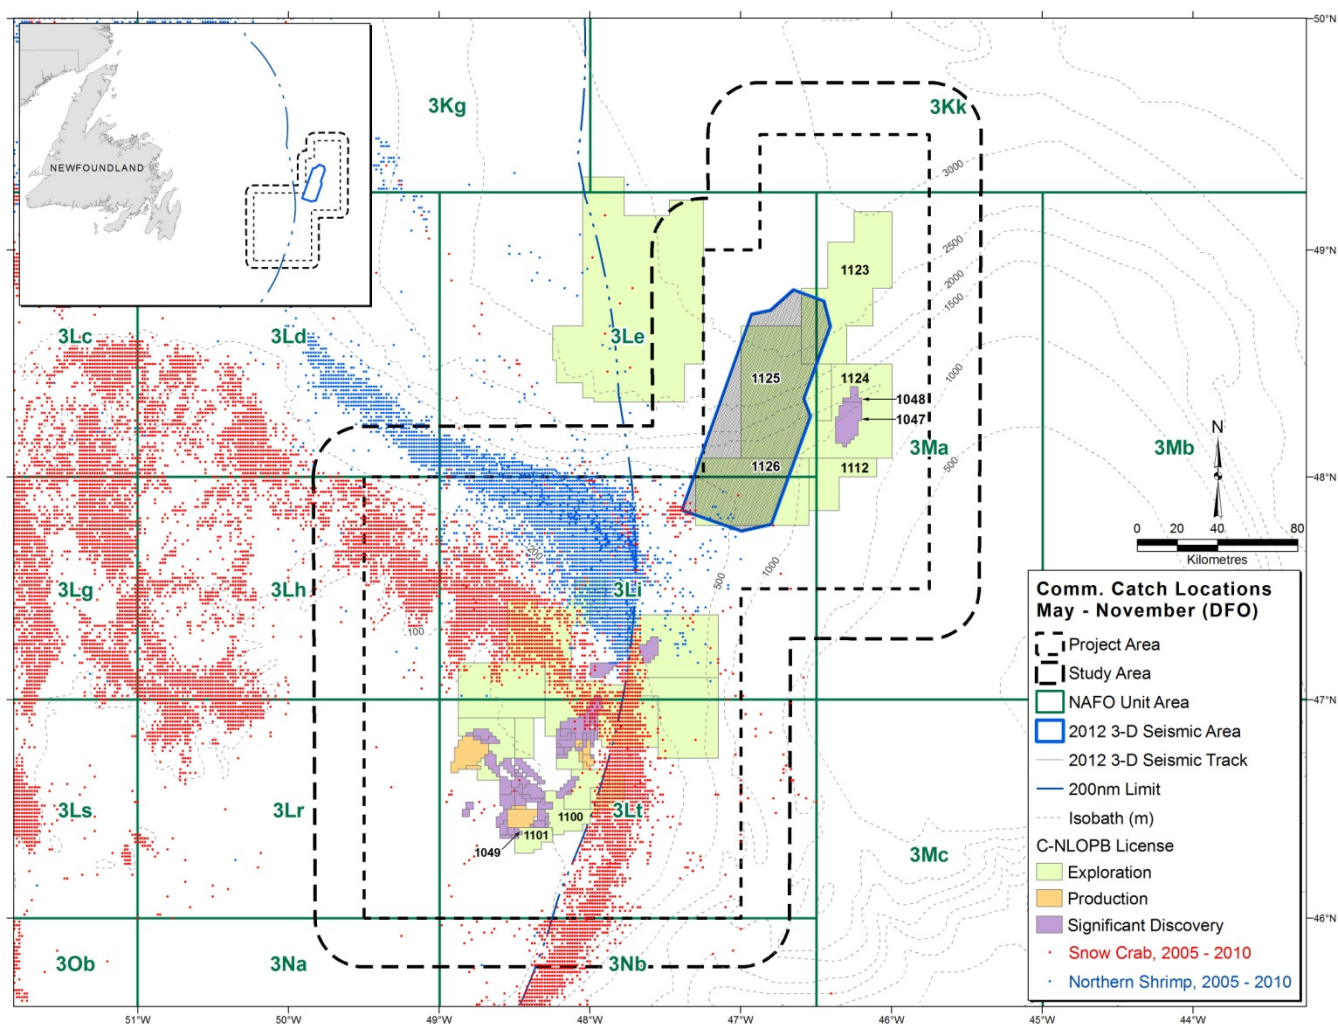 50°N
3Kg
3Kk
NEWFOUNDLAND
3000
2500
49°N
1123
2000
1500
3Lc
3Ld
3Le
1125
1124
1000
1048
1047
N
3Ma
3Mb
500
1126
1112
48°N
0 20 40 80
Kilometres
200
500
1000
3Lg
3Lh
3Li
100
Comm. Catch Locations
May - November (DFO)
Project Area
Study Area
NAFO Unit Area
47°N
2012 3-D Seismic Area
2012 3-D Seismic Track
200nm Limit
Isobath (m)
C-NLOPB License
Exploration
Production
Significant Discovery
Snow Crab, 2005 - 2010
Northern Shrimp, 2005 - 2010
3Ls
3Lr
3Lt
1100
1101
1049
3Mc
46°N
3Ob
3Na
3Nb
51°W
50°W
49°W
48°W
47°W
46°W
45°W
44°W